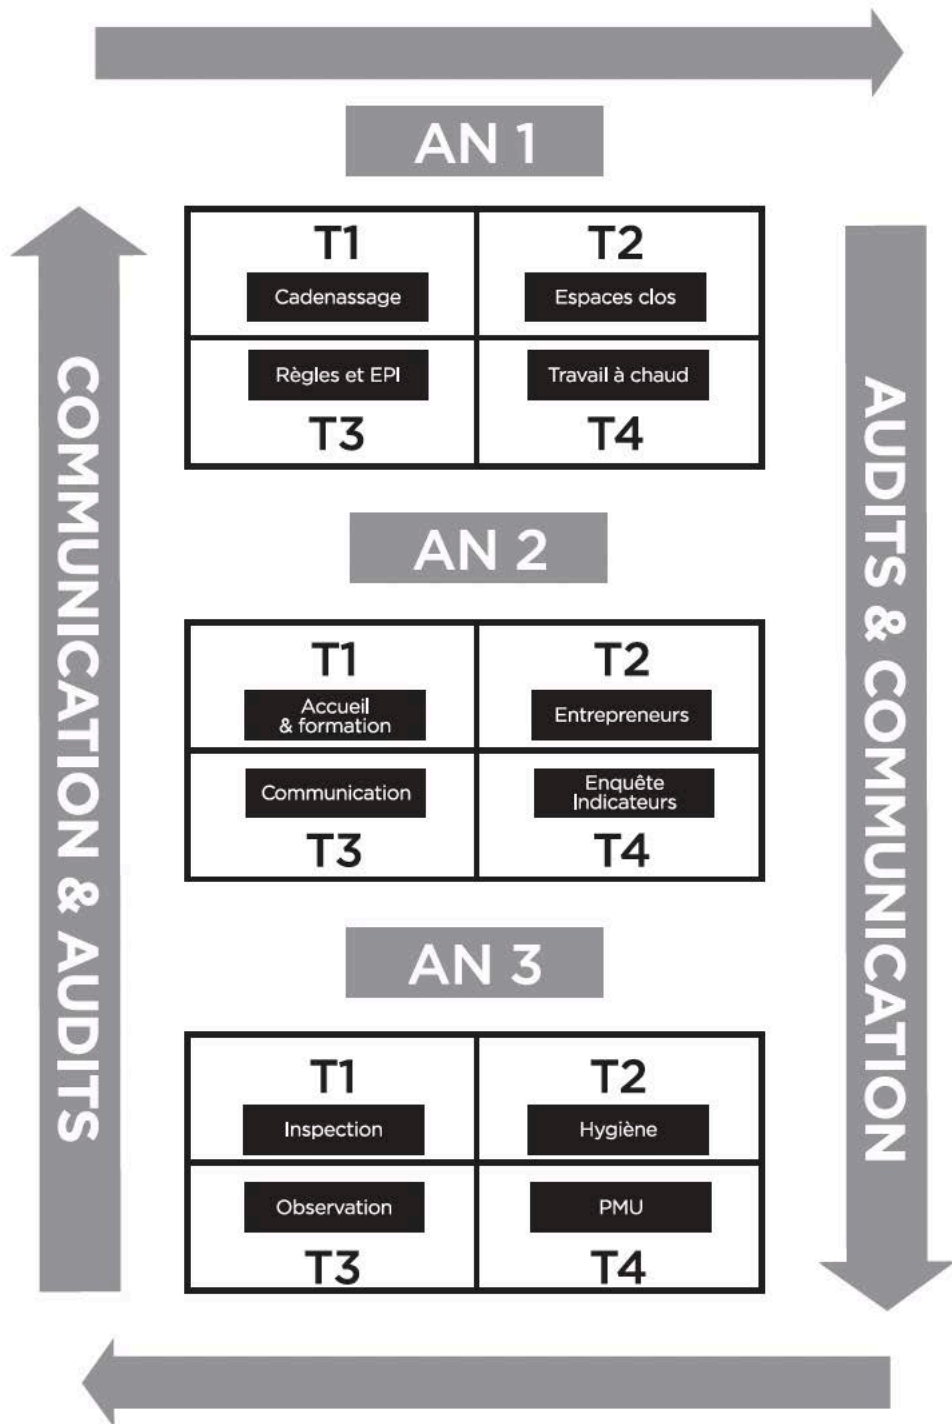 AN 1
T1
T2
Cadenassage
Espaces clos
Règles et EPI
Travail à chaud
T3
T4
AN 2
T1
T2
Accueil
& formation
Entrepreneurs
Communication
Enquête
Indicateurs
T3
T4
AN 3
T1
T2
Inspection
Hygiène
Observation
PMU
T3
T4
COMMUNICATION & AUDITS
AUDITS & COMMUNICATION